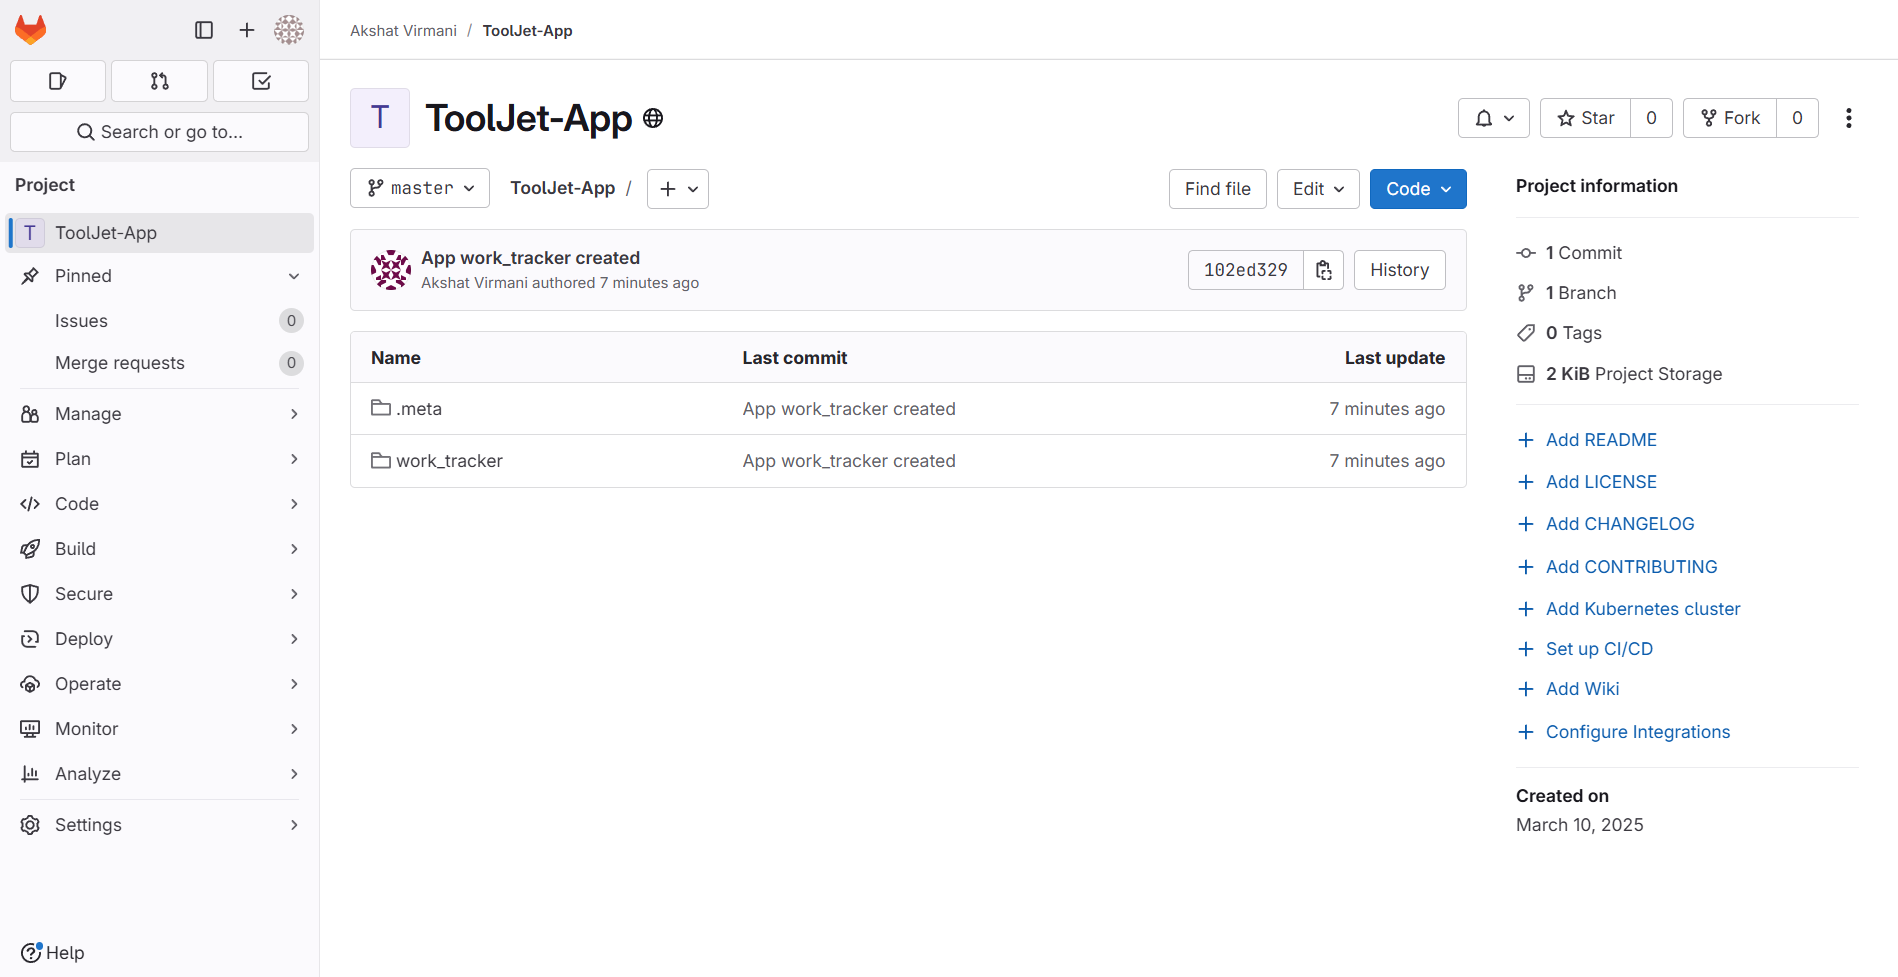 Akshat Virmani / ToolJet-App
Search or go to...
Project
T ToolJet-App
Pinned
Issues 0
Merge requests 0
Manage
Plan
Code
Build
Secure
Deploy
Operate
Monitor
Analyze
Settings
Help
T ToolJet-App
Star 0 Fork 0
master ToolJet-App / Find file Edit Code
App work_tracker created
Akshat Virmani authored 7 minutes ago
102ed329 History
Name Last commit Last update
.meta App work_tracker created 7 minutes ago
work_tracker App work_tracker created 7 minutes ago
Project information
1 Commit
1 Branch
0 Tags
2 KiB Project Storage
Add README
Add LICENSE
Add CHANGELOG
Add CONTRIBUTING
Add Kubernetes cluster
Set up CI/CD
Add Wiki
Configure Integrations
Created on
March 10, 2025